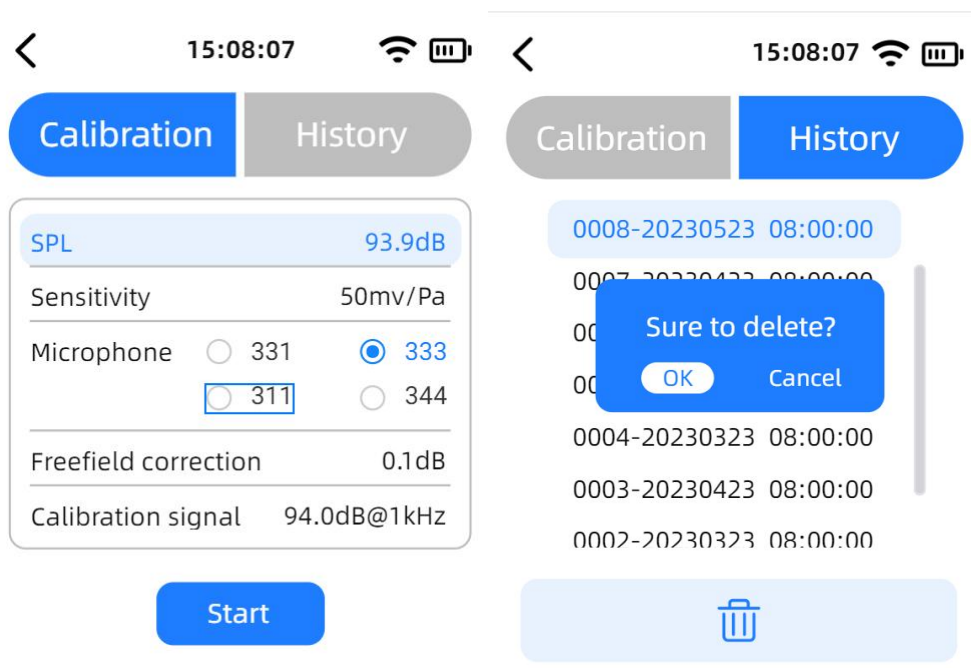 15:08:07
Calibration History
SPL 93.9dB
Sensitivity 50mv/Pa
Microphone 331 333
311 344
Freefield correction 0.1dB
Calibration signal 94.0dB@1kHz
Start
15:08:07
Calibration History
0008-20230523 08:00:00
Sure to delete?
OK Cancel
0004-20230323 08:00:00
0003-20230423 08:00:00
0002-20230323 08:00:00